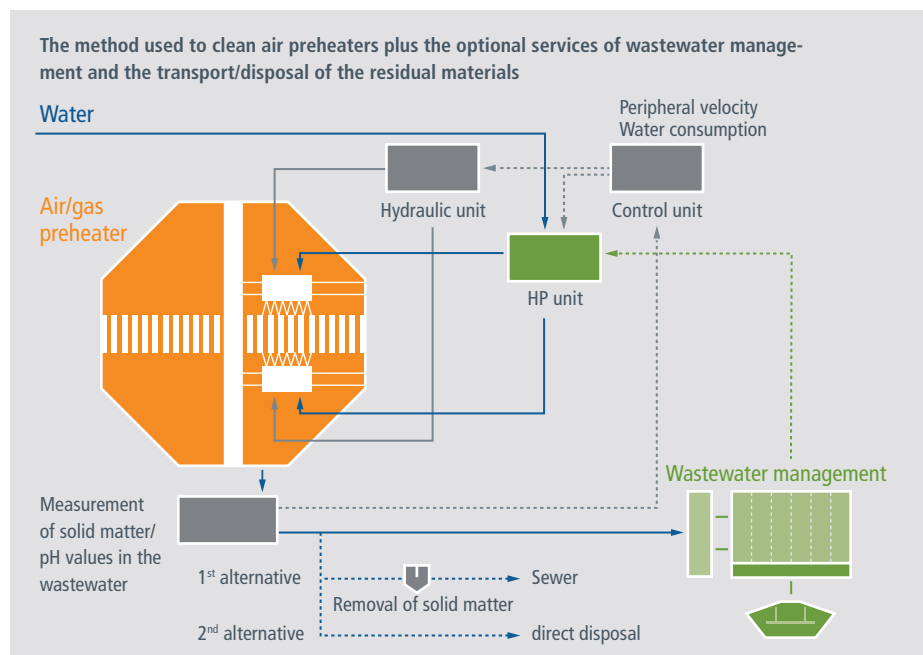 The method used to clean air preheaters plus the optional services of wastewater manage-
ment and the transport/disposal of the residual materials
Water
Peripheral velocity
Water consumption
Hydraulic unit
Control unit
Air/gas
preheater
HP unit
Wastewater management
Measurement
of solid matter/
pH values in the
wastewater
1st alternative
Sewer
Removal of solid matter
2nd alternative
direct disposal